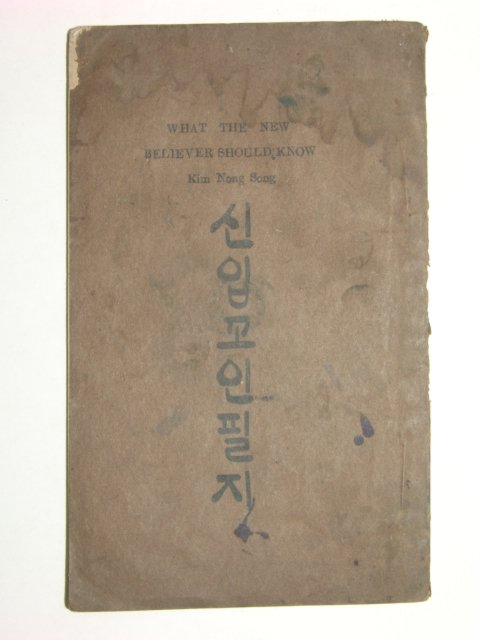 WHAT THE NEW
BELIEVER SHOULD KNOW
Kim Nong Song
신입교인필지